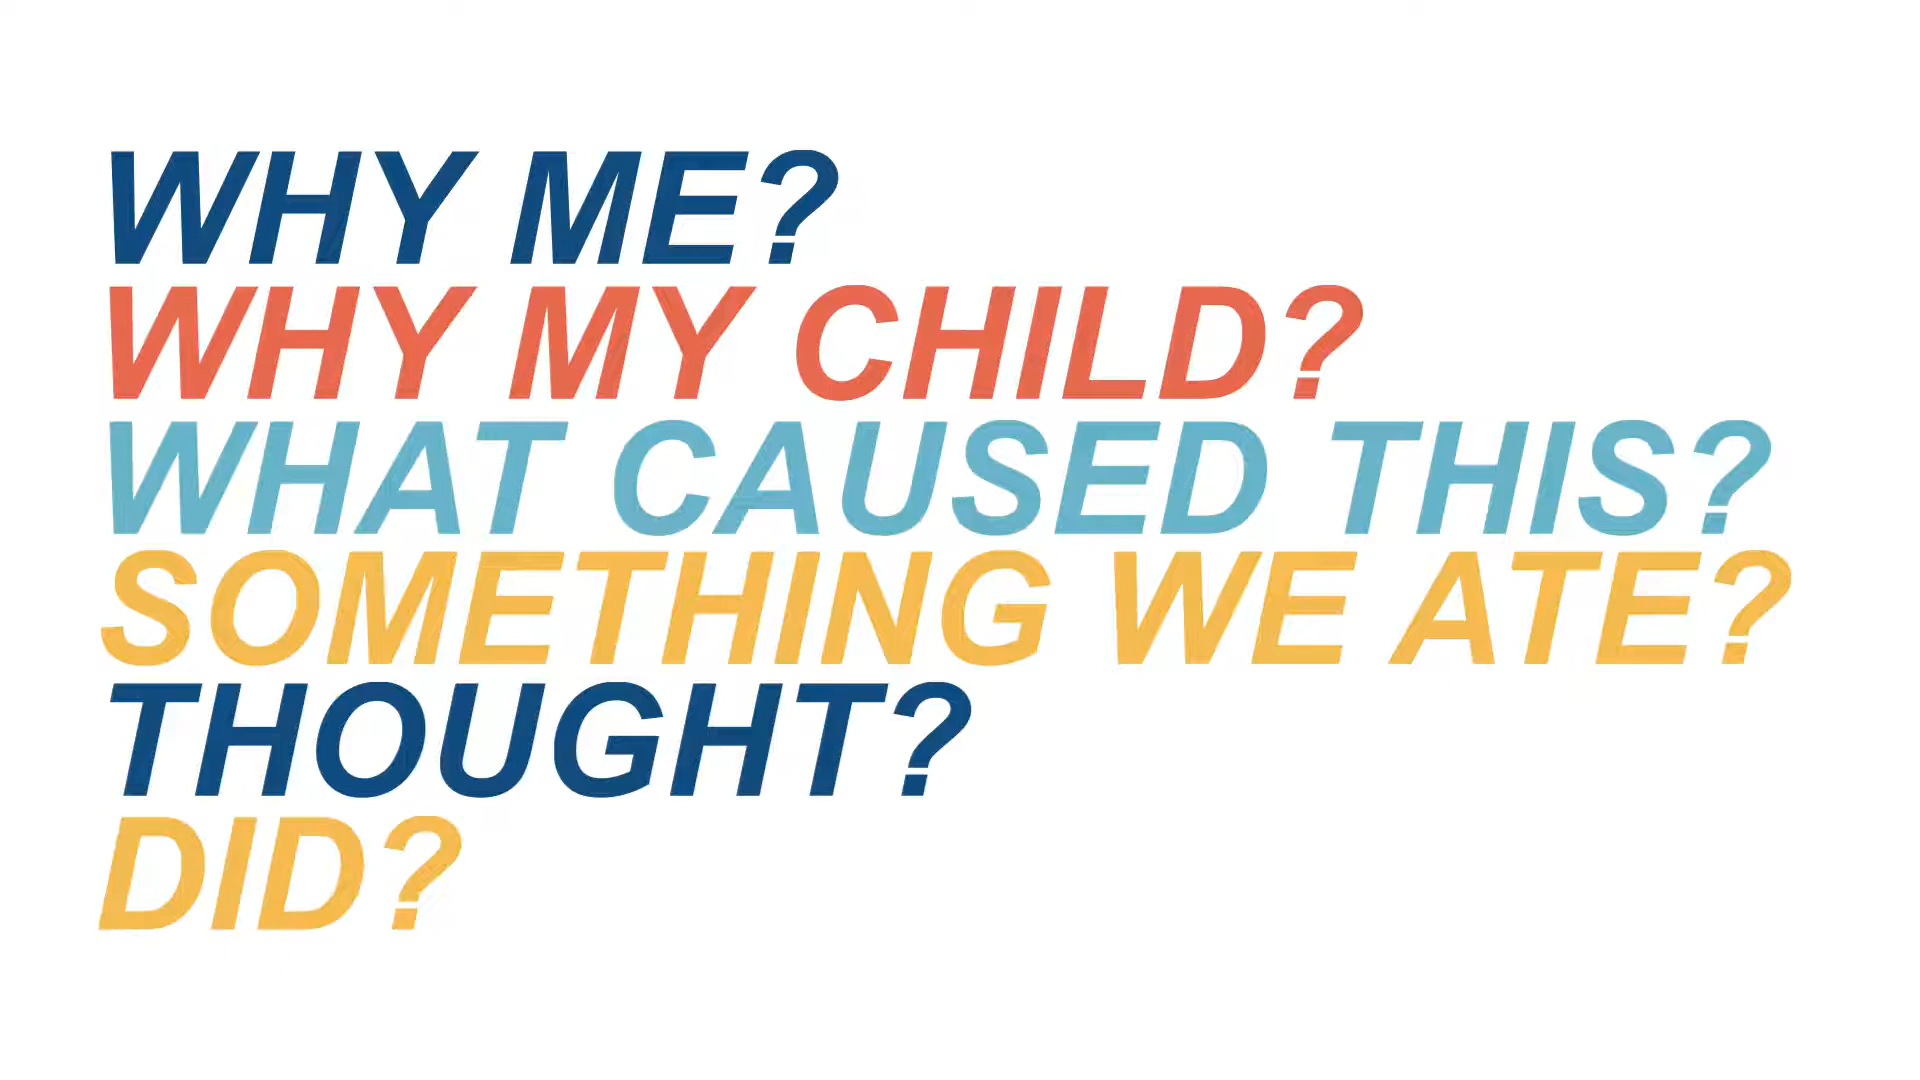 WHY ME?
WHY MY CHILD?
WHAT CAUSED THIS?
SOMETHING WE ATE?
THOUGHT?
DID?